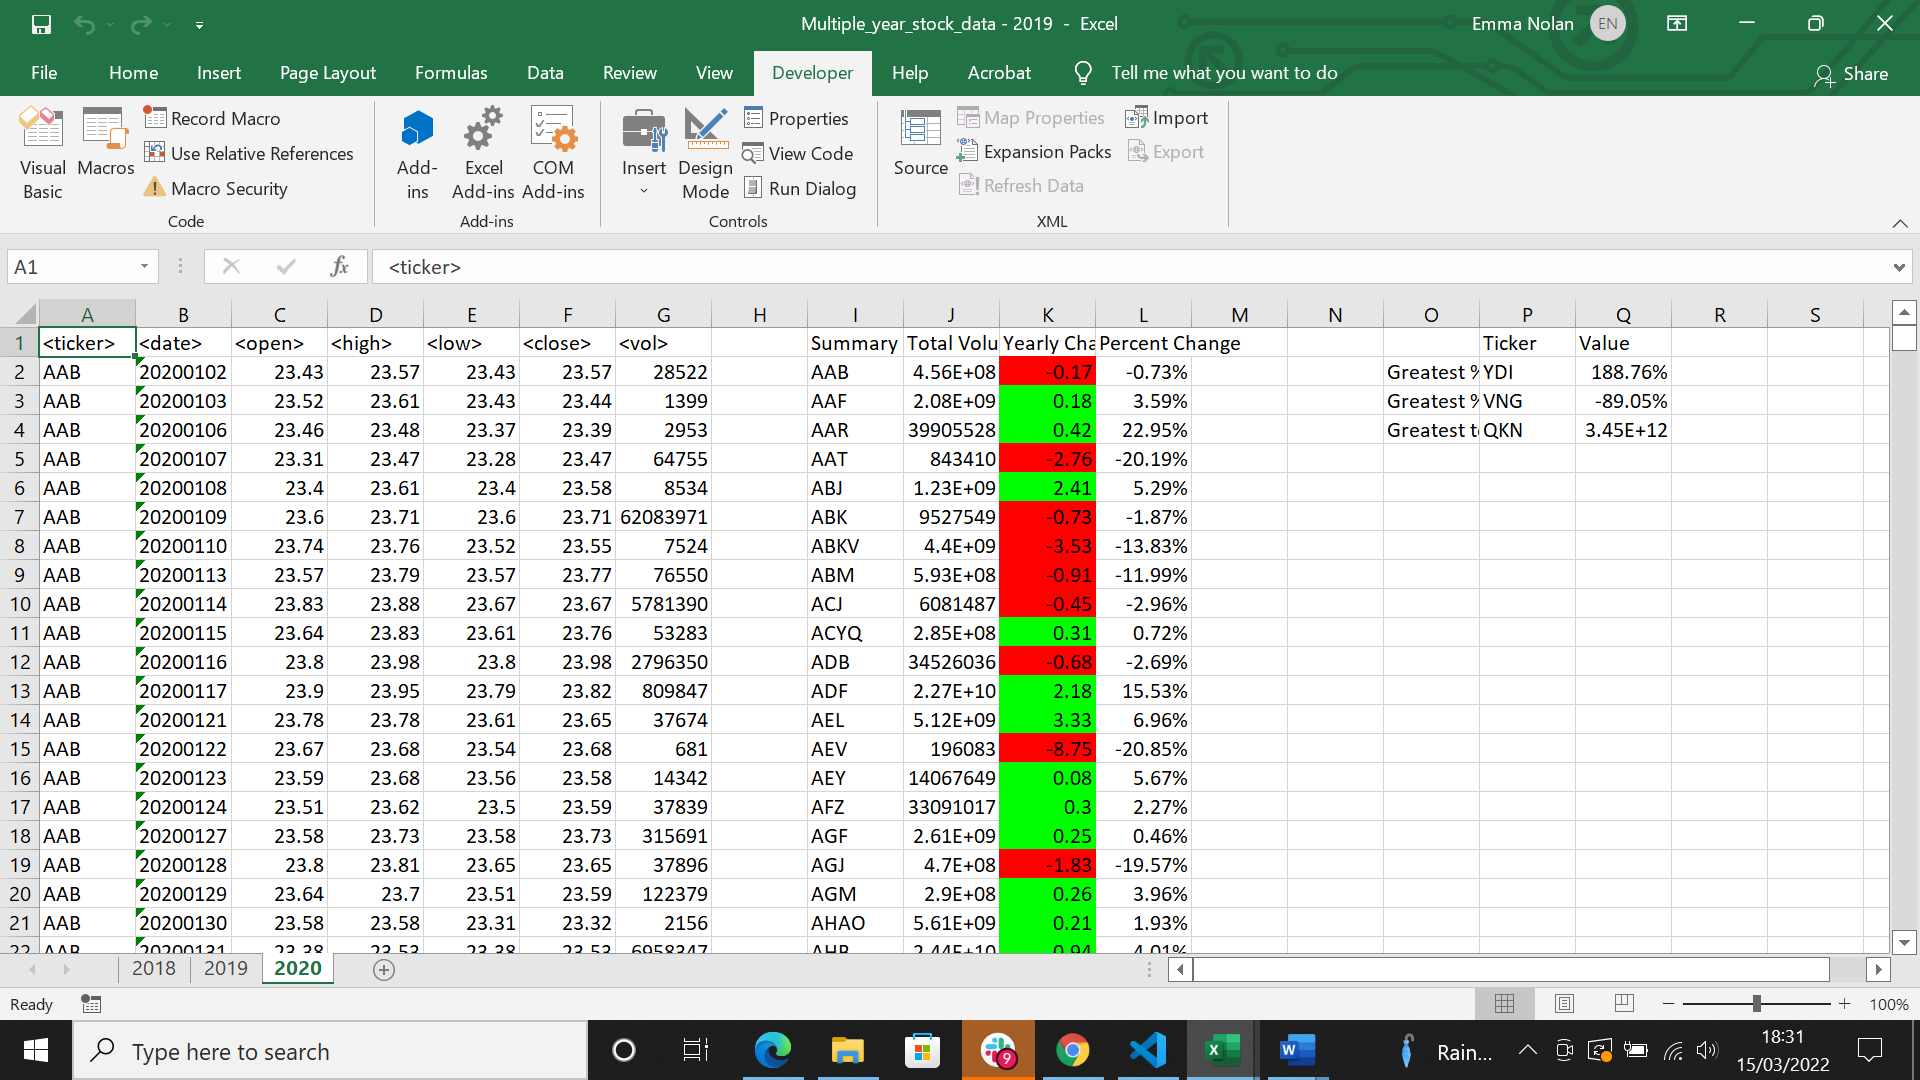 Multiple_year_stock_data - 2019 - Excel
Emma Nolan EN
File Home Insert Page Layout Formulas Data Review View Developer Help Acrobat Tell me what you want to do Share
Visual Basic
Macros
Record Macro
Use Relative References
Macro Security
Code
Add-ins
Excel Add-ins
COM Add-ins
Add-ins
Insert
Design Mode
Properties
View Code
Run Dialog
Controls
Source
Map Properties
Expansion Packs
Refresh Data
Import
Export
XML
A1 fx <ticker>
A B C D E F G H I J K L M N O P Q R S
1 <ticker> <date> <open> <high> <low> <close> <vol> Summary Total Volu Yearly Cha Percent Change Ticker Value
2 AAB 20200102 23.43 23.57 23.43 23.57 28522 AAB 4.56E+08 -0.17 -0.73% Greatest % YDI 188.76%
3 AAB 20200103 23.52 23.61 23.43 23.44 1399 AAF 2.08E+09 0.18 3.59% Greatest % VNG -89.05%
4 AAB 20200106 23.46 23.48 23.37 23.39 2953 AAR 39905528 0.42 22.95% Greatest t QKN 3.45E+12
5 AAB 20200107 23.31 23.47 23.28 23.47 64755 AAT 843410 -2.76 -20.19%
6 AAB 20200108 23.4 23.61 23.4 23.58 8534 ABJ 1.23E+09 2.41 5.29%
7 AAB 20200109 23.6 23.71 23.6 23.71 62083971 ABK 9527549 -0.73 -1.87%
8 AAB 20200110 23.74 23.76 23.52 23.55 7524 ABKV 4.4E+09 -3.53 -13.83%
9 AAB 20200113 23.57 23.79 23.57 23.77 76550 ABM 5.93E+08 -0.91 -11.99%
10 AAB 20200114 23.83 23.88 23.67 23.67 5781390 ACJ 6081487 -0.45 -2.96%
11 AAB 20200115 23.64 23.83 23.61 23.76 53283 ACYQ 2.85E+08 0.31 0.72%
12 AAB 20200116 23.8 23.98 23.8 23.98 2796350 ADB 34526036 -0.68 -2.69%
13 AAB 20200117 23.9 23.95 23.79 23.82 809847 ADF 2.27E+10 2.18 15.53%
14 AAB 20200121 23.78 23.78 23.61 23.65 37674 AEL 5.12E+09 3.33 6.96%
15 AAB 20200122 23.67 23.68 23.54 23.68 681 AEV 196083 -8.75 -20.85%
16 AAB 20200123 23.59 23.68 23.56 23.58 14342 AEY 14067649 0.08 5.67%
17 AAB 20200124 23.51 23.62 23.5 23.59 37839 AFZ 33091017 0.3 2.27%
18 AAB 20200127 23.58 23.73 23.58 23.73 315691 AGF 2.61E+09 0.25 0.46%
19 AAB 20200128 23.8 23.81 23.65 23.65 37896 AGJ 4.7E+08 -1.83 -19.57%
20 AAB 20200129 23.64 23.7 23.51 23.59 122379 AGM 2.9E+08 0.26 3.96%
21 AAB 20200130 23.58 23.58 23.31 23.32 2156 AHAO 5.61E+09 0.21 1.93%
22 AAB 20200131 23.38 23.53 23.38 23.53 6958347 AHB 2.44E+10 0.94 4.01%
2018 2019 2020
Ready 100%
Type here to search 9 Rain... 18:31
15/03/2022